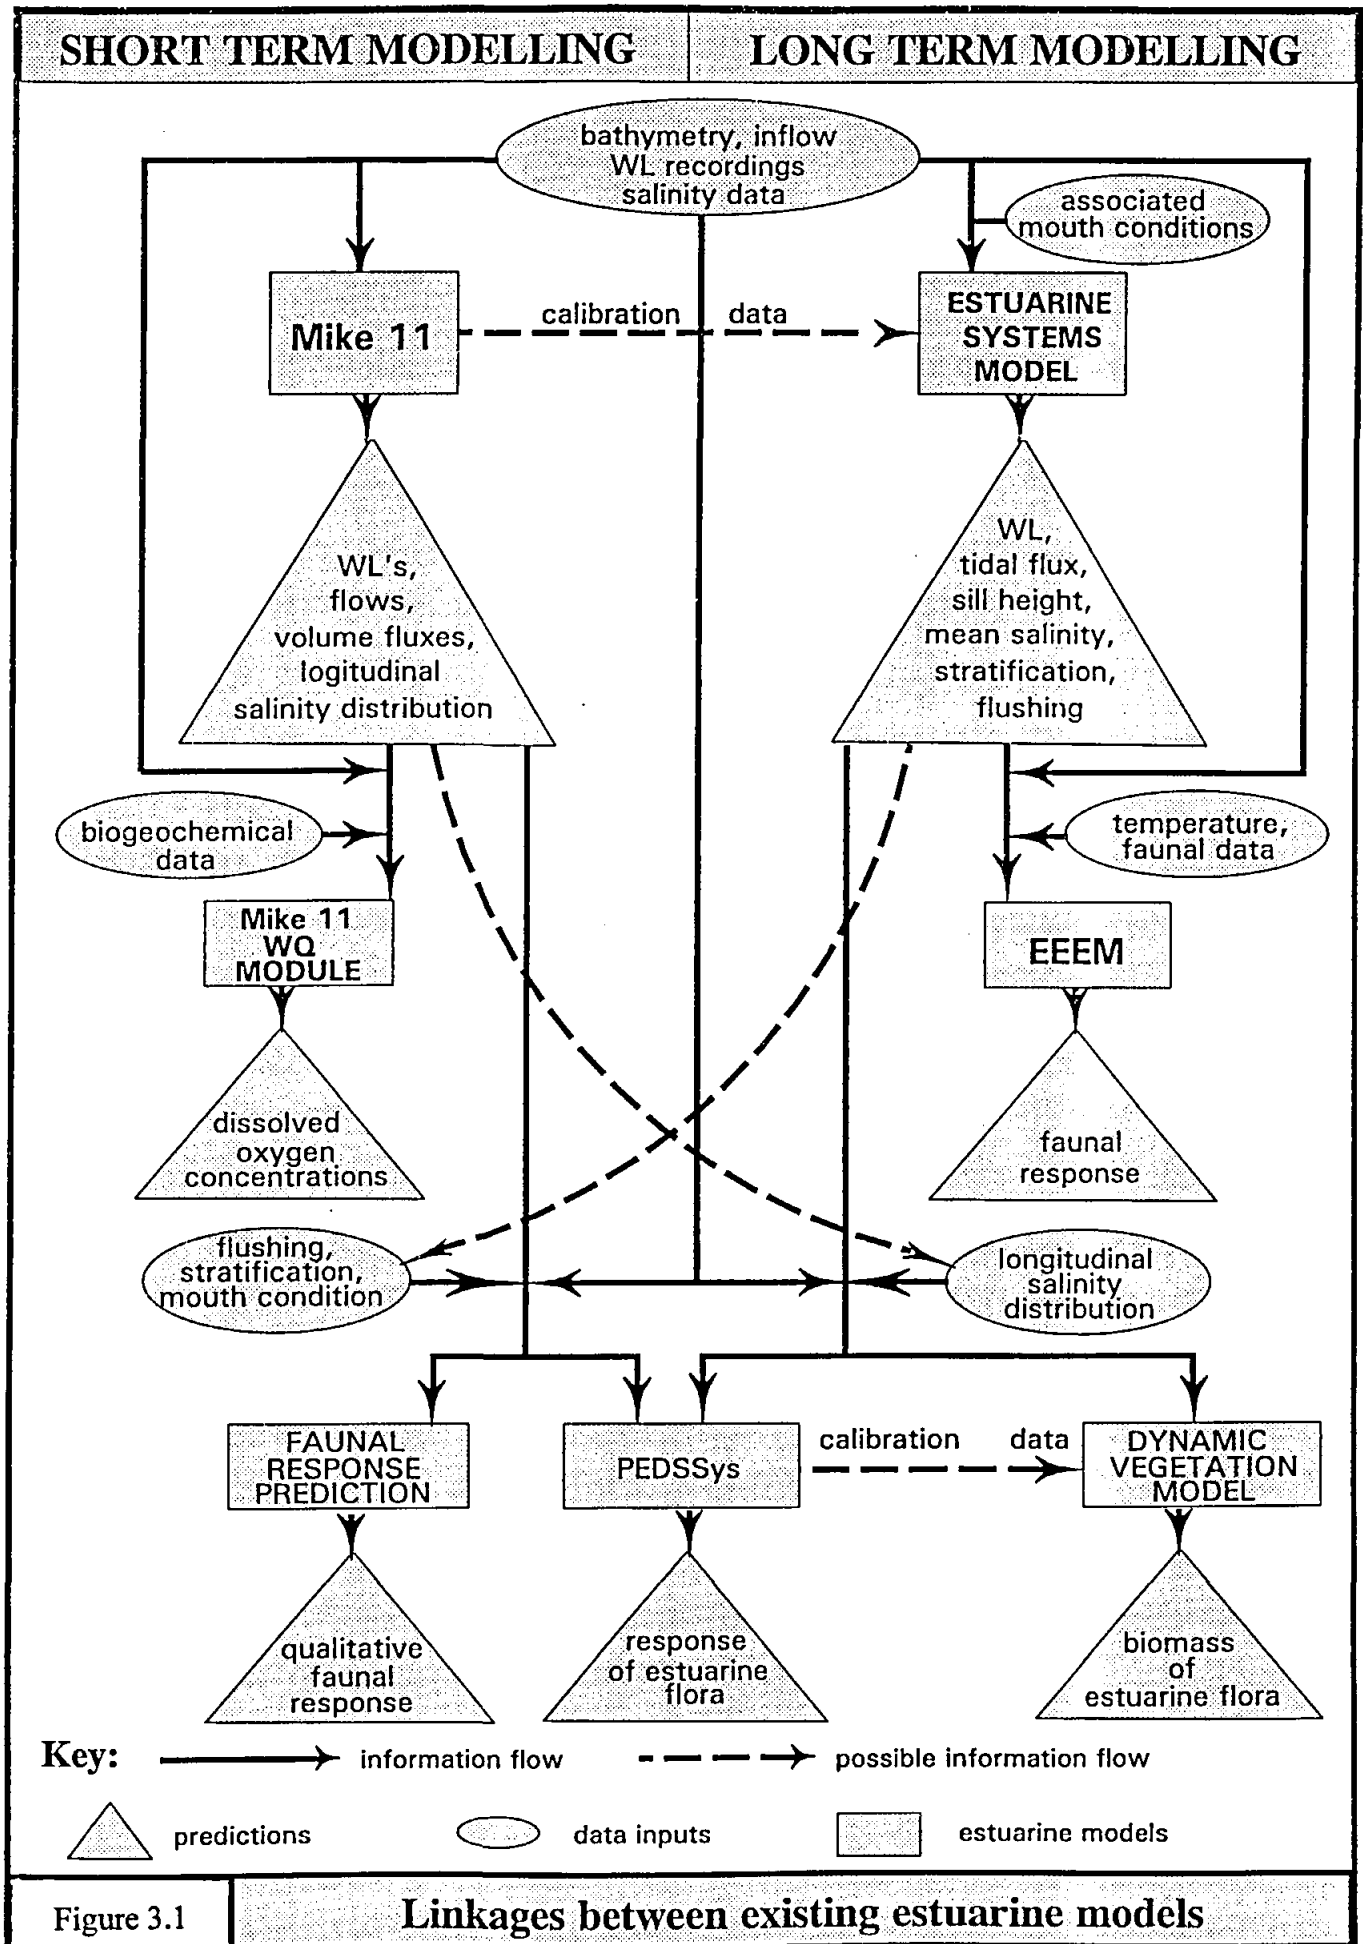 SHORT TERM MODELLING
LONG TERM MODELLING
bathymetry, inflow
WL recordings
salinity data
associated
mouth conditions
Mike 11
calibration data
ESTUARINE
SYSTEMS
MODEL
WL's,
flows,
volume fluxes,
logitudinal
salinity distribution
WL,
tidal flux,
sill height,
mean salinity,
stratification,
flushing
biogeochemical
data
temperature,
faunal data
Mike 11
WQ
MODULE
EEEM
dissolved
oxygen
concentrations
faunal
response
flushing,
stratification,
mouth condition
longitudinal
salinity
distribution
FAUNAL
RESPONSE
PREDICTION
PEDSSys
calibration data
DYNAMIC
VEGETATION
MODEL
qualitative
faunal
response
response
of estuarine
flora
biomass
of
estuarine flora
Key:
information flow
possible information flow
predictions
data inputs
estuarine models
Figure 3.1
Linkages between existing estuarine models